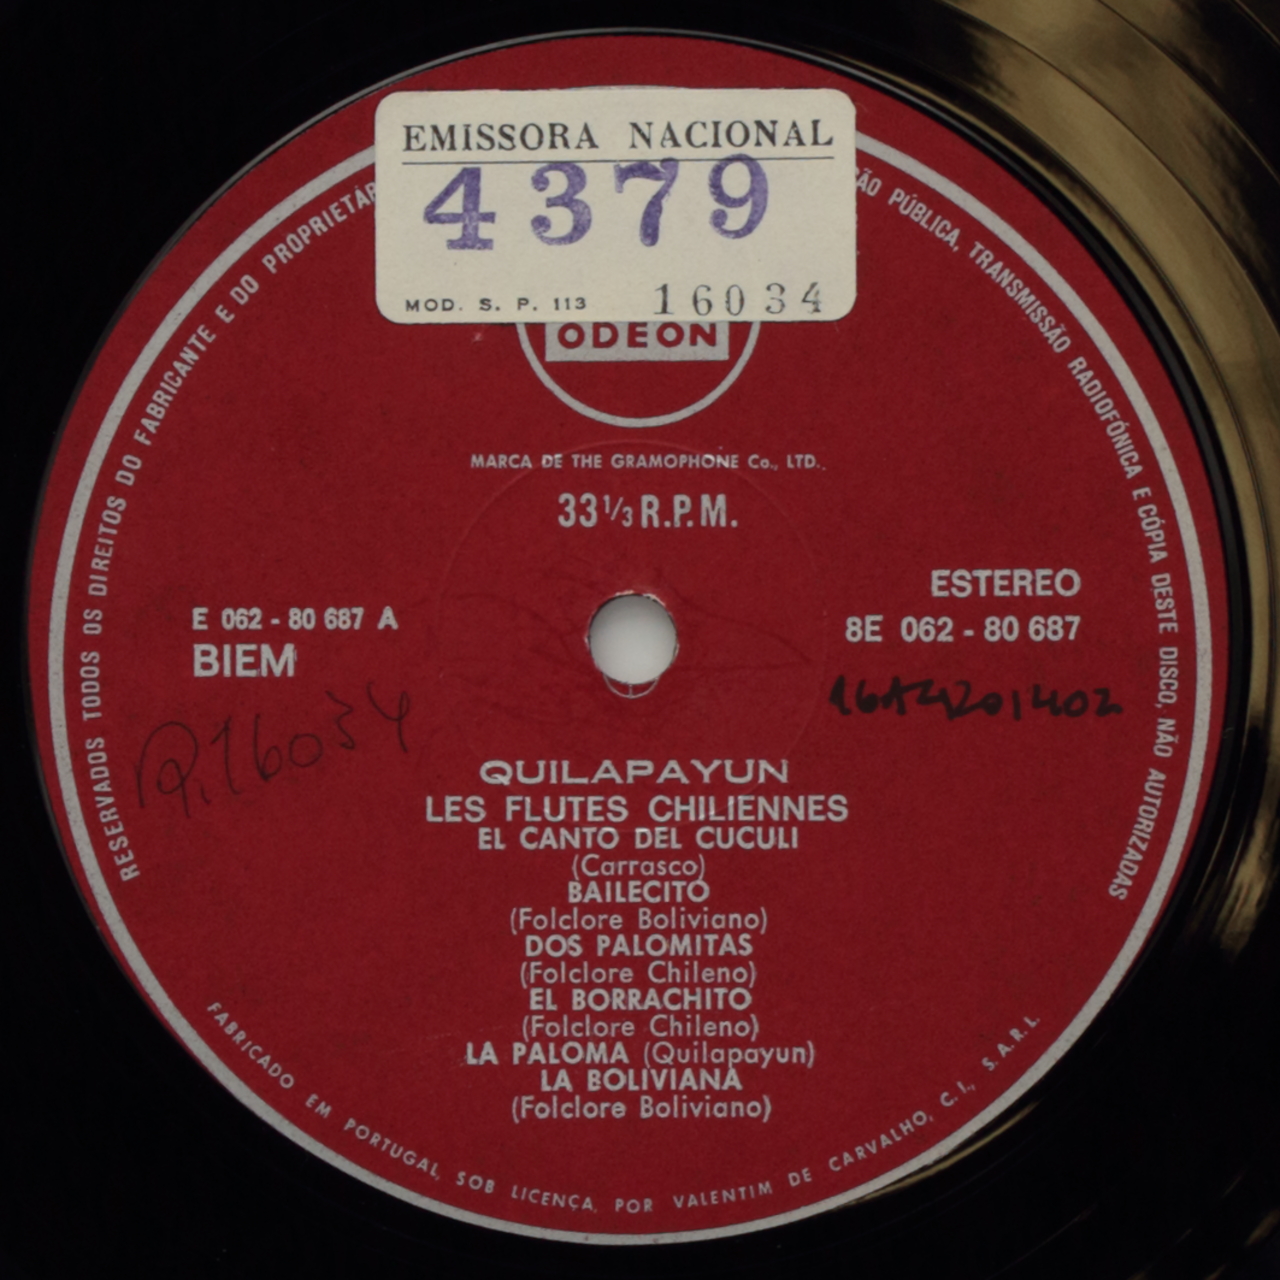 EMISSORA NACIONAL
4379
MOD. S. P. 113 16034
ODEON
MARCA DE THE GRAMOPHONE Co., LTD.
33 1/3 R.P.M.
ESTEREO
E 062 - 80 687 A
8E 062 - 80 687
BIEM
Q.16034
QUILAPAYUN
LES FLUTES CHILIENNES
EL CANTO DEL CUCULI
(Carrasco)
BAILECITO
(Folclore Boliviano)
DOS PALOMITAS
(Folclore Chileno)
EL BORRACHITO
(Folclore Chileno)
LA PALOMA (Quilapayun)
LA BOLIVIANA
(Folclore Boliviano)
RESERVADOS TODOS OS DIREITOS DO FABRICANTE E DO PROPRIETÁR
ÃO PÚBLICA, TRANSMISSÃO RADIOFÓNICA E CÓPIA DESTE DISCO, NÃO AUTORIZADAS
FABRICADO EM PORTUGAL, SOB LICENÇA, POR VALENTIM DE CARVALHO, C. I., S. A. R. L.